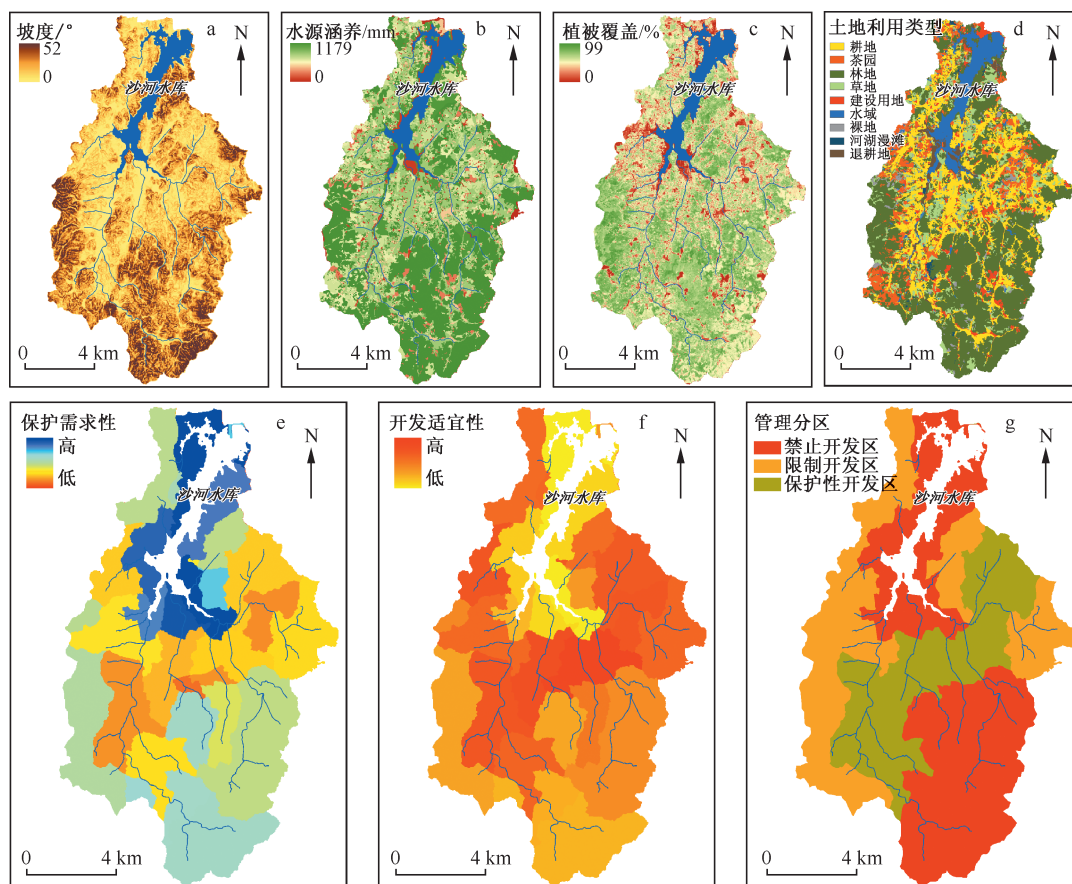 坡度/°
a
N
52
0
沙河水库
0 4 km
水源涵养/mm
b
N
1179
0
沙河水库
0 4 km
植被覆盖/%
c
N
99
0
沙河水库
0 4 km
土地利用类型
d
N
耕地
茶园
林地
草地
建设用地
水域
裸地
河湖漫滩
退耕地
沙河水库
0 4 km
保护需求性
e
N
高
低
沙河水库
0 4 km
开发适宜性
f
N
高
低
沙河水库
0 4 km
管理分区
g
N
禁止开发区
限制开发区
保护性开发区
沙河水库
0 4 km